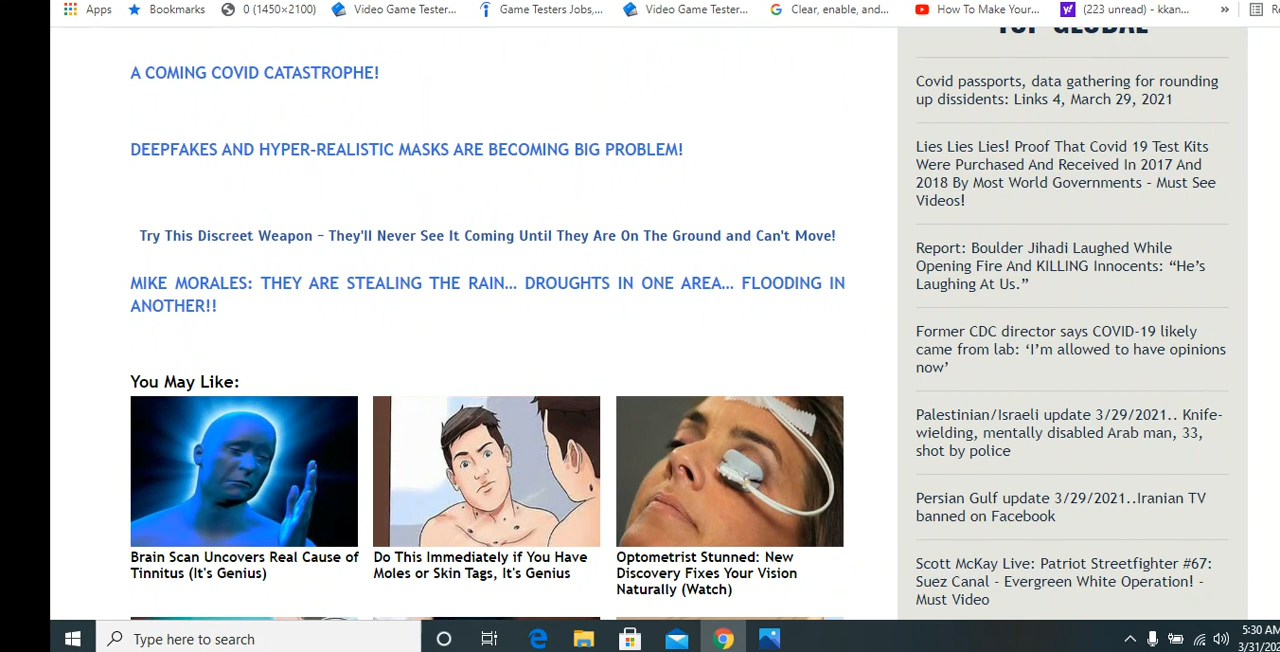 Apps
Bookmarks
0 (1450×2100)
Video Game Tester...
Game Testers Jobs,...
Video Game Tester...
Clear, enable, and...
How To Make Your...
(223 unread) - kkan...
»
A COMING COVID CATASTROPHE!
DEEPFAKES AND HYPER-REALISTIC MASKS ARE BECOMING BIG PROBLEM!
Try This Discreet Weapon – They'll Never See It Coming Until They Are On The Ground and Can't Move!
MIKE MORALES: THEY ARE STEALING THE RAIN... DROUGHTS IN ONE AREA... FLOODING IN
ANOTHER!!
You May Like:
Brain Scan Uncovers Real Cause of
Tinnitus (It's Genius)
Do This Immediately if You Have
Moles or Skin Tags, It's Genius
Optometrist Stunned: New
Discovery Fixes Your Vision
Naturally (Watch)
TOP GLOBAL
Covid passports, data gathering for rounding
up dissidents: Links 4, March 29, 2021
Lies Lies Lies! Proof That Covid 19 Test Kits
Were Purchased And Received In 2017 And
2018 By Most World Governments - Must See
Videos!
Report: Boulder Jihadi Laughed While
Opening Fire And KILLING Innocents: “He’s
Laughing At Us.”
Former CDC director says COVID-19 likely
came from lab: ‘I’m allowed to have opinions
now’
Palestinian/Israeli update 3/29/2021.. Knife-
wielding, mentally disabled Arab man, 33,
shot by police
Persian Gulf update 3/29/2021..Iranian TV
banned on Facebook
Scott McKay Live: Patriot Streetfighter #67:
Suez Canal - Evergreen White Operation! -
Must Video
Type here to search
5:30 AM
3/31/202